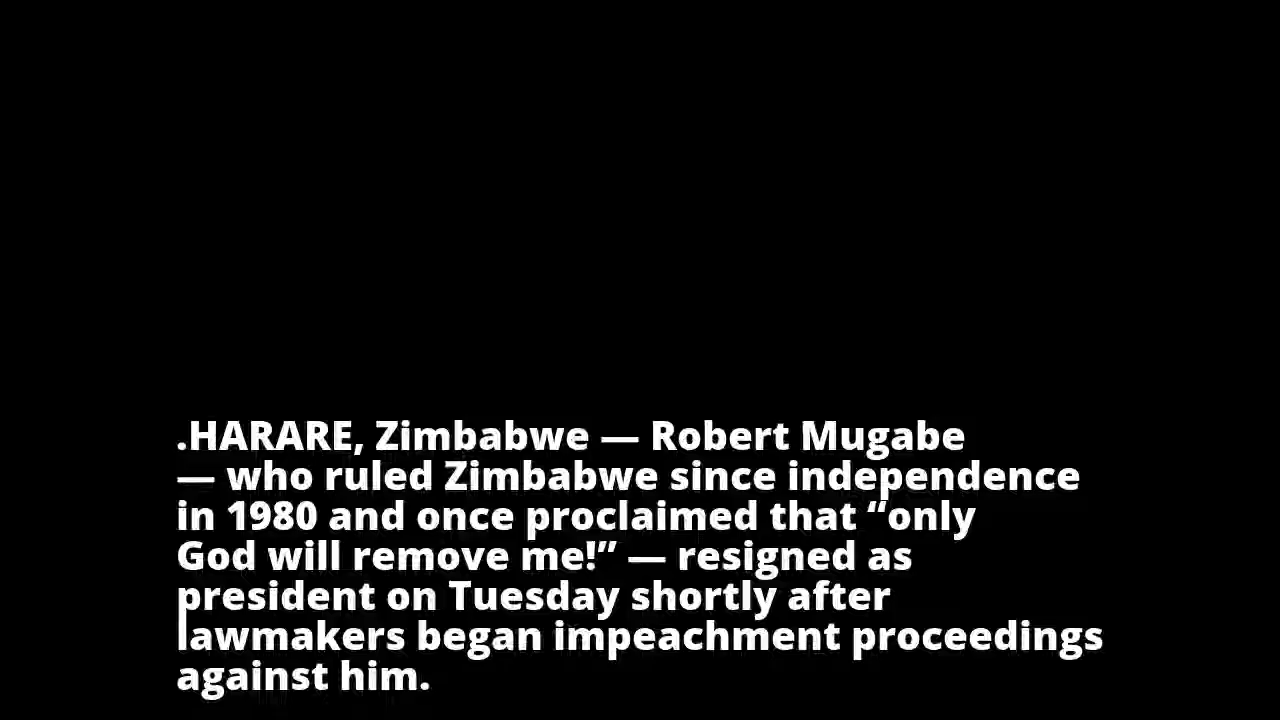 .HARARE, Zimbabwe — Robert Mugabe
— who ruled Zimbabwe since independence
in 1980 and once proclaimed that “only
God will remove me!” — resigned as
president on Tuesday shortly after
lawmakers began impeachment proceedings
against him.